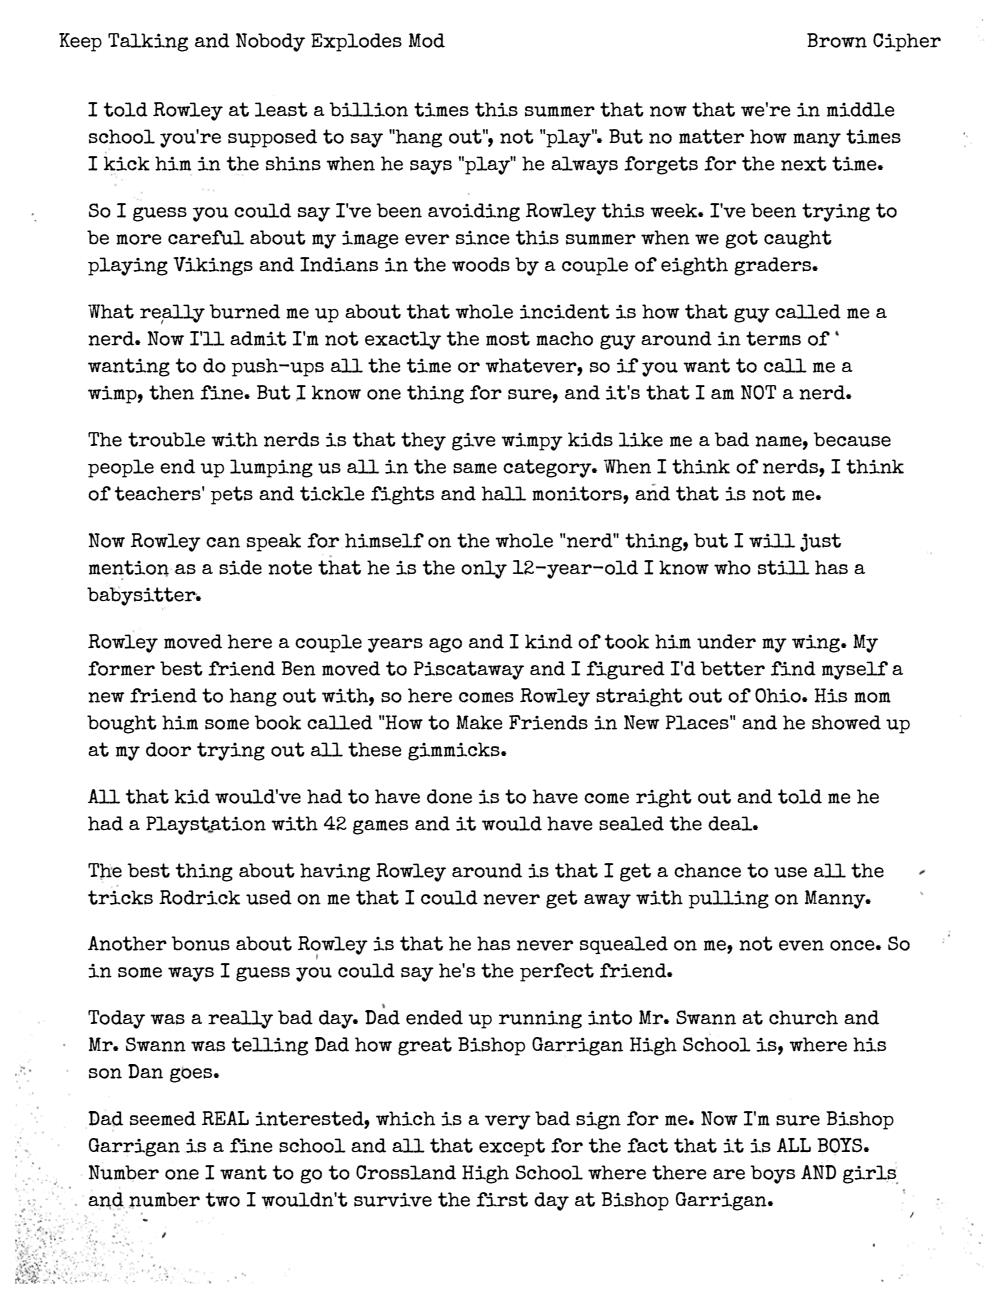 Keep Talking and Nobody Explodes Mod Brown Cipher
I told Rowley at least a billion times this summer that now that we're in middle
school you're supposed to say "hang out", not "play". But no matter how many times
I kick him in the shins when he says "play" he always forgets for the next time.
So I guess you could say I've been avoiding Rowley this week. I've been trying to
be more careful about my image ever since this summer when we got caught
playing Vikings and Indians in the woods by a couple of eighth graders.
What really burned me up about that whole incident is how that guy called me a
nerd. Now I'll admit I'm not exactly the most macho guy around in terms of
wanting to do push-ups all the time or whatever, so if you want to call me a
wimp, then fine. But I know one thing for sure, and it's that I am NOT a nerd.
The trouble with nerds is that they give wimpy kids like me a bad name, because
people end up lumping us all in the same category. When I think of nerds, I think
of teachers' pets and tickle fights and hall monitors, and that is not me.
Now Rowley can speak for himself on the whole "nerd" thing, but I will just
mention as a side note that he is the only 12-year-old I know who still has a
babysitter.
Rowley moved here a couple years ago and I kind of took him under my wing. My
former best friend Ben moved to Piscataway and I figured I'd better find myself a
new friend to hang out with, so here comes Rowley straight out of Ohio. His mom
bought him some book called "How to Make Friends in New Places" and he showed up
at my door trying out all these gimmicks.
All that kid would've had to have done is to have come right out and told me he
had a Playstation with 42 games and it would have sealed the deal.
The best thing about having Rowley around is that I get a chance to use all the
tricks Rodrick used on me that I could never get away with pulling on Manny.
Another bonus about Rowley is that he has never squealed on me, not even once. So
in some ways I guess you could say he's the perfect friend.
Today was a really bad day. Dad ended up running into Mr. Swann at church and
Mr. Swann was telling Dad how great Bishop Garrigan High School is, where his
son Dan goes.
Dad seemed REAL interested, which is a very bad sign for me. Now I'm sure Bishop
Garrigan is a fine school and all that except for the fact that it is ALL BOYS.
Number one I want to go to Crossland High School where there are boys AND girls
and number two I wouldn't survive the first day at Bishop Garrigan.